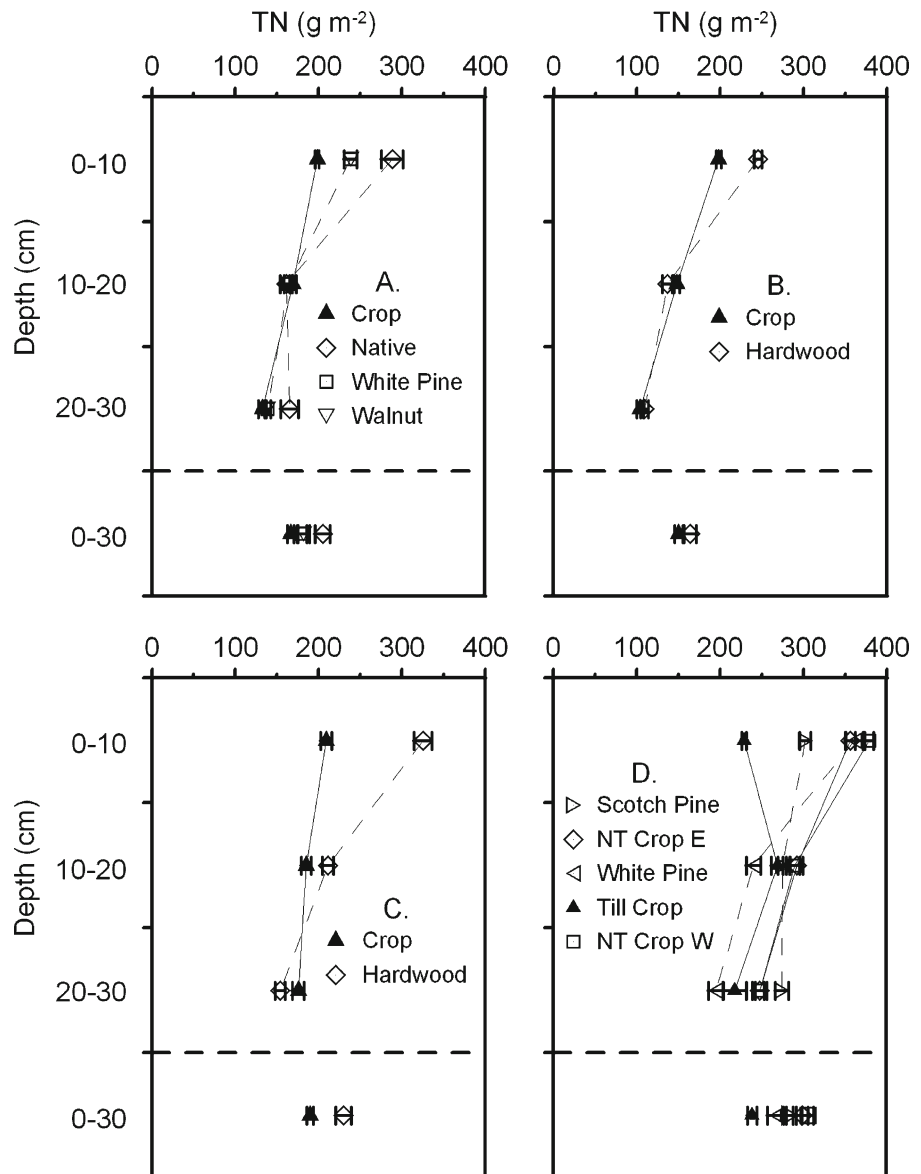 TN (g m-2) TN (g m-2)
0 100 200 300 400 0 100 200 300 400
0-10
10-20
20-30
0-30
Depth (cm)
A.
Crop
Native
White Pine
Walnut
B.
Crop
Hardwood
0 100 200 300 400 0 100 200 300 400
0-10
10-20
20-30
0-30
Depth (cm)
C.
Crop
Hardwood
D.
Scotch Pine
NT Crop E
White Pine
Till Crop
NT Crop W